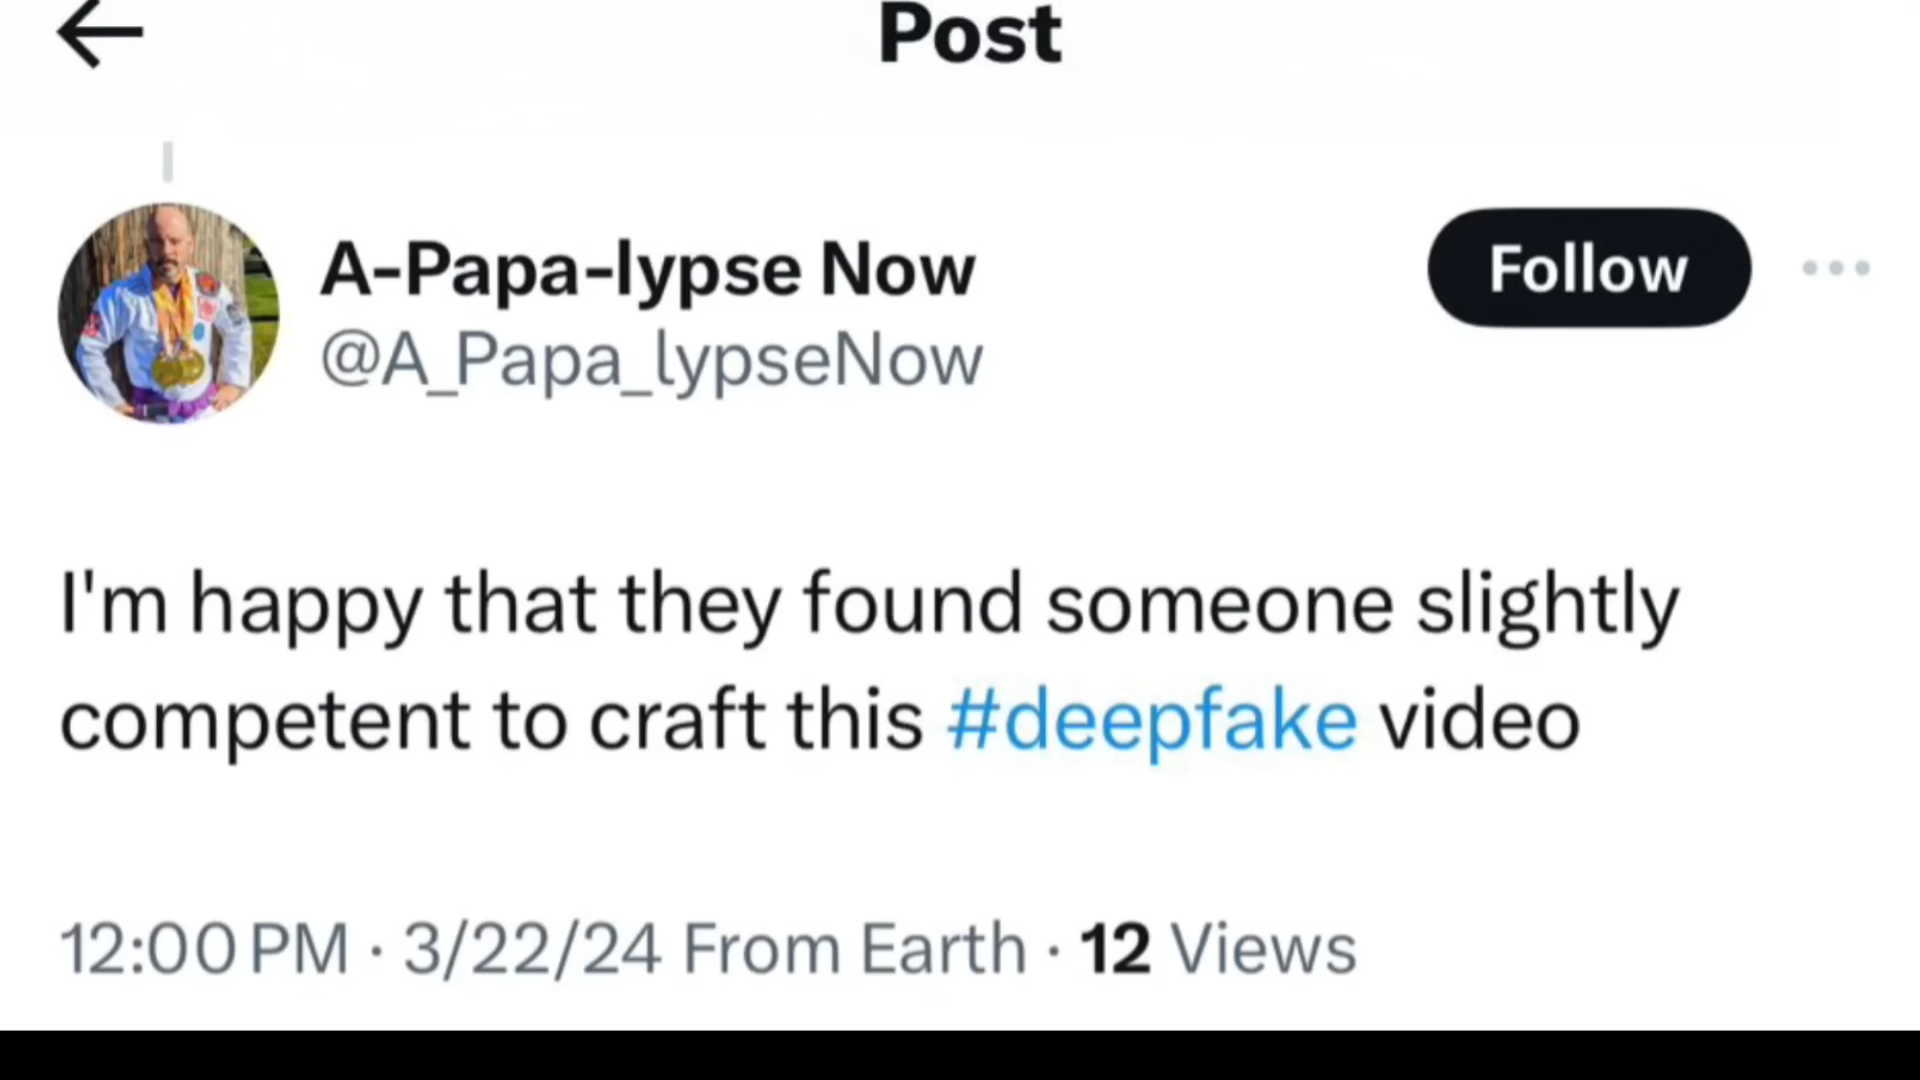 Post
A-Papa-lypse Now
Follow
@A_Papa_lypseNow
I'm happy that they found someone slightly
competent to craft this #deepfake video
12:00 PM · 3/22/24 From Earth · 12 Views